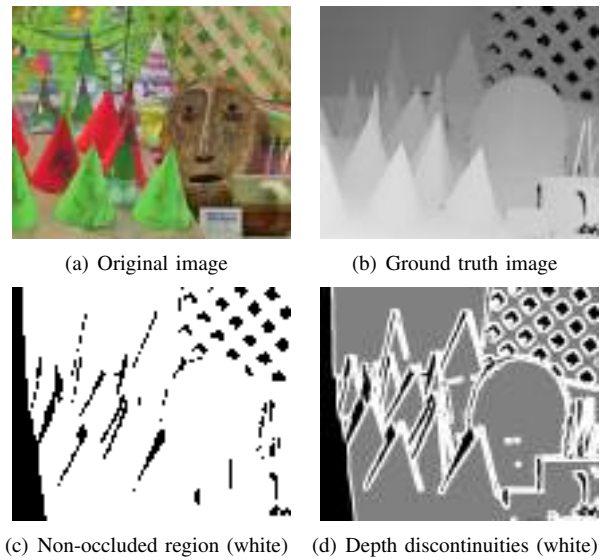 (a) Original image
(b) Ground truth image
(c) Non-occluded region (white)
(d) Depth discontinuities (white)